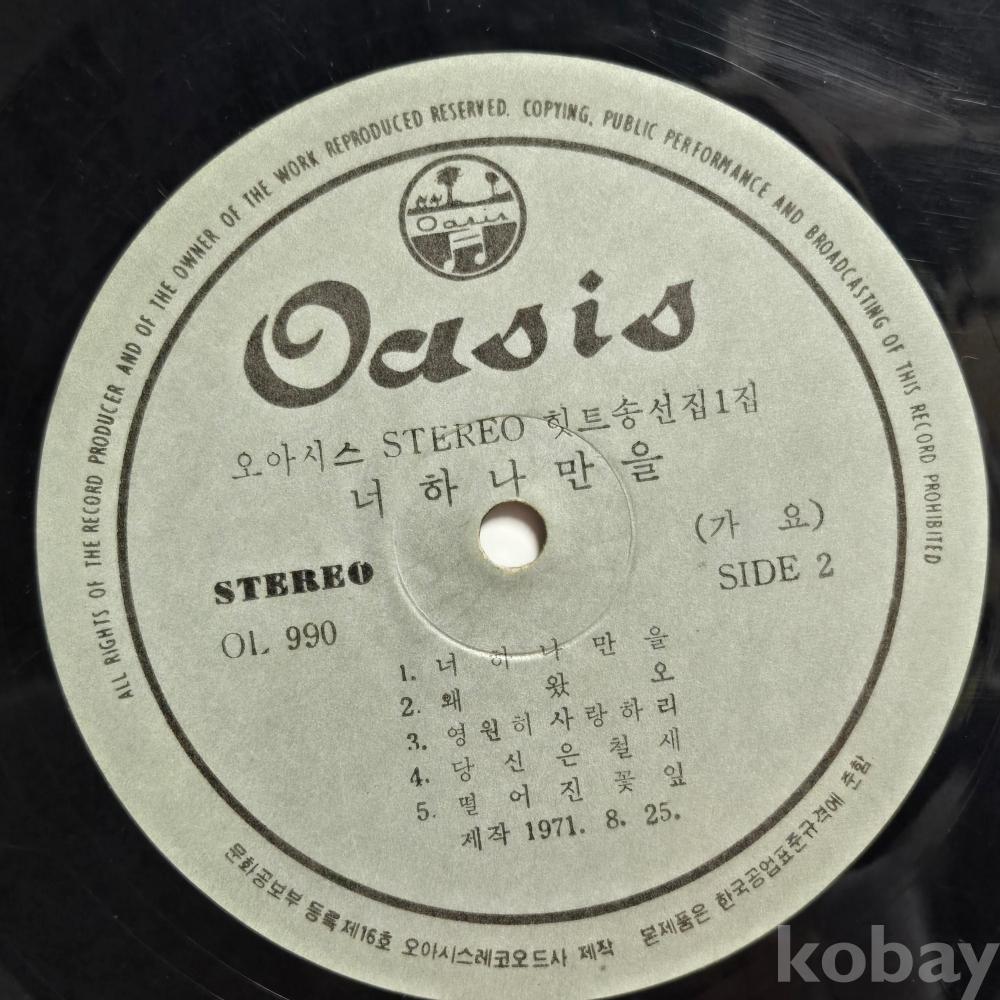 ALL RIGHTS OF THE RECORD PRODUCER AND OF THE OWNER OF THE WORK REPRODUCED RESERVED. COPYING, PUBLIC PERFORMANCE AND BROADCASTING OF THIS RECORD PROHIBITED
Oasis
Oasis
오아시스 STEREO 힛트송선집1집
너 하 나 만 을
(가 요)
STEREO
SIDE 2
OL 990
1. 너 하 나 만 을
2. 왜 왔 오
3. 영원히 사랑하리
4. 당 신 은 철 새
5. 떨 어 진 꽃 잎
제작 1971. 8. 25.
문화공보부 등록 제16호 오아시스레코오드사 제작 본제품은 한국공업표준규격에 준함
kobay